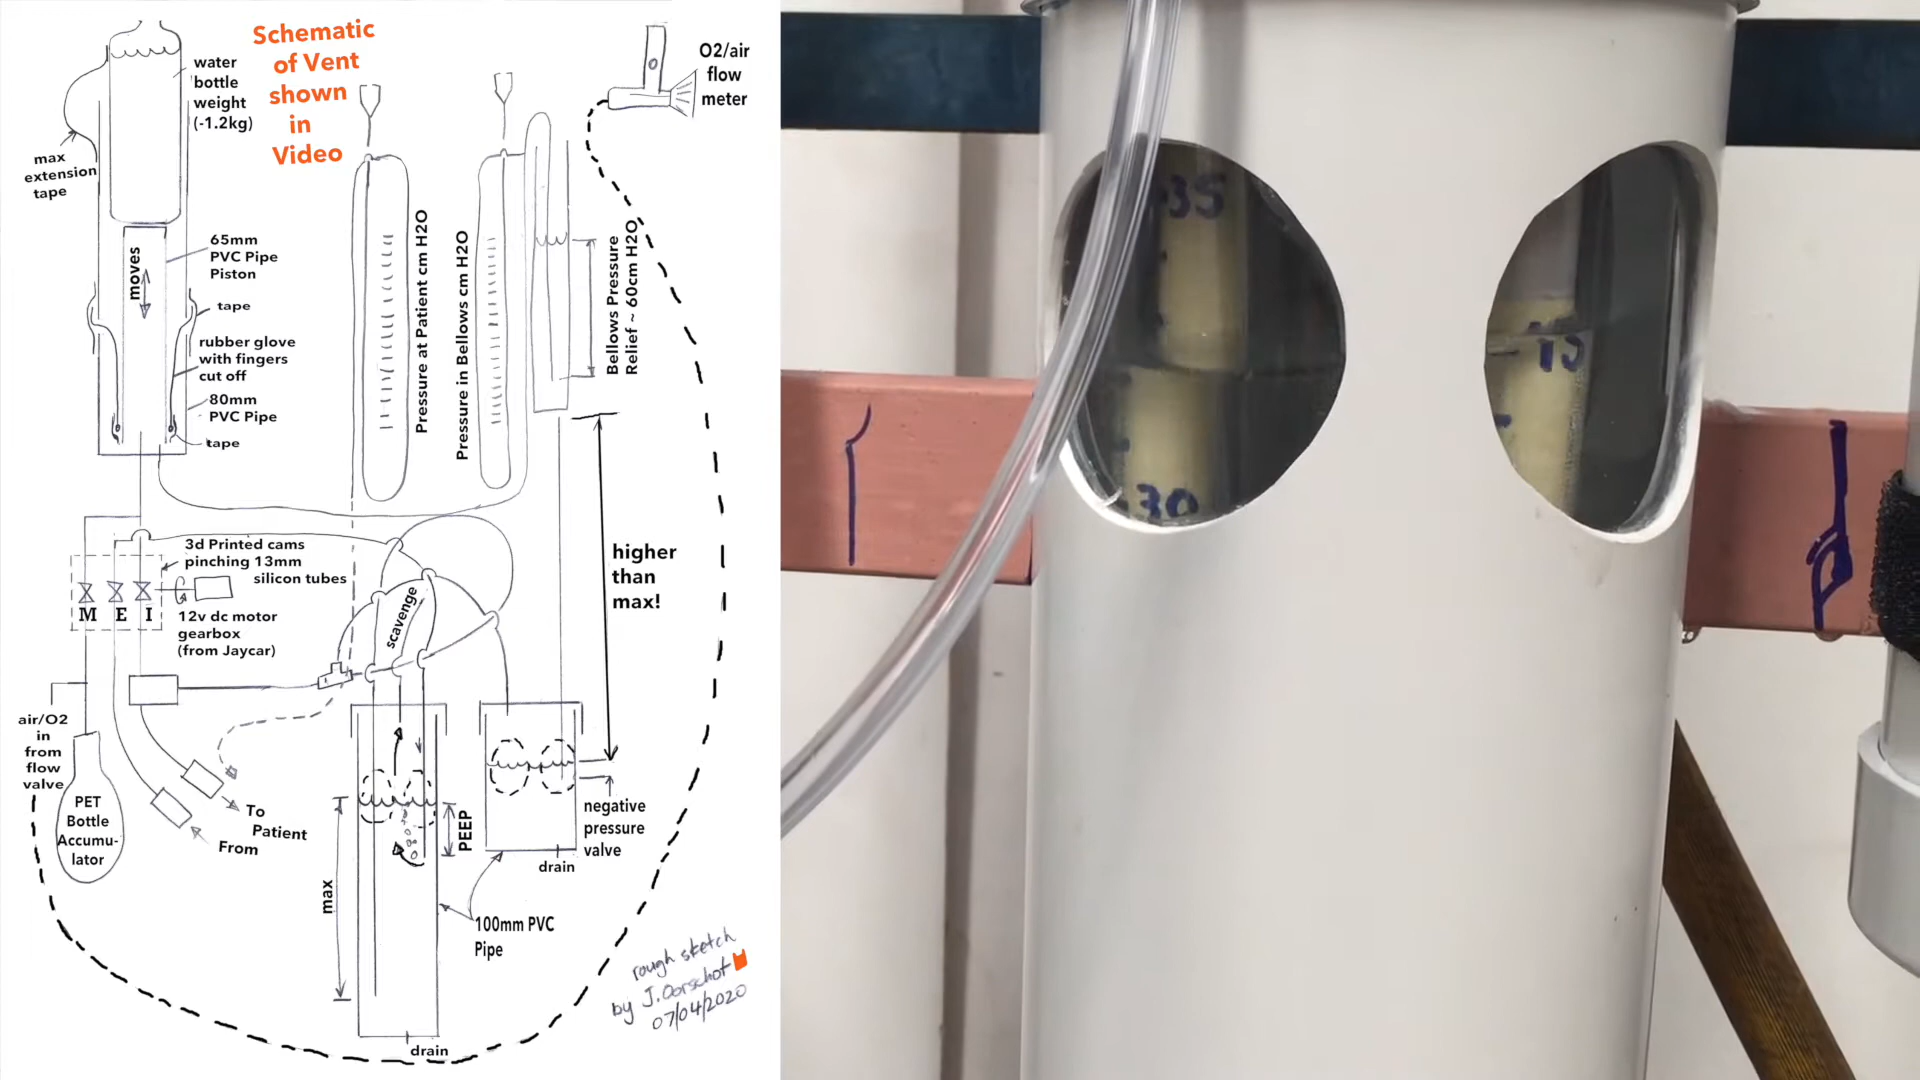 Schematic
of Vent
shown
in
Video
water
bottle
weight
(-1.2kg)
max
extension
tape
moves
65mm
PVC Pipe
Piston
tape
rubber glove
with fingers
cut off
80mm
PVC Pipe
tape
Pressure at Patient cm H2O
Pressure in Bellows cm H2O
Bellows Pressure
Relief ~ 60cm H2O
O2/air
flow
meter
3d Printed cams
pinching 13mm
silicon tubes
M E I
12v dc motor
gearbox
(from Jaycar)
scavenge
higher
than
max!
air/O2
in
from
flow
valve
PET
Bottle
Accumu-
lator
To
Patient
From
max
PEEP
negative
pressure
valve
drain
100mm PVC
Pipe
drain
rough sketch
by J.Oorschot
07/04/2020
35
30
10